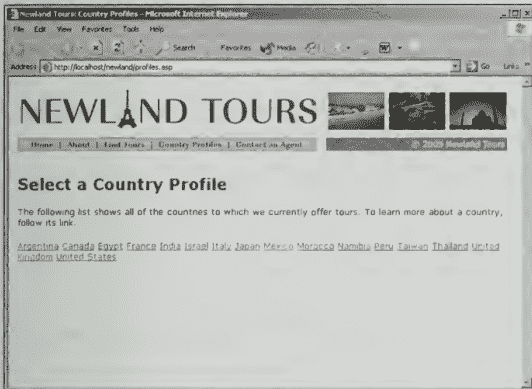 Newland Tours: Country Profiles - Microsoft Internet Explorer
File Edit View Favorites Tools Help
Search Favorites Media
Address http://localhost/newland/profiles.asp Go Links »
NEWLAND TOURS
Home | About | Find Tours | Country Profiles | Contact an Agent
© 2003 Newland Tours
Select a Country Profile
The following list shows all of the countries to which we currently offer tours. To learn more about a country,
follow its link.
Argentina Canada Egypt France India Israel Italy Japan Mexico Morocco Namibia Peru Taiwan Thailand United
Kingdom United States